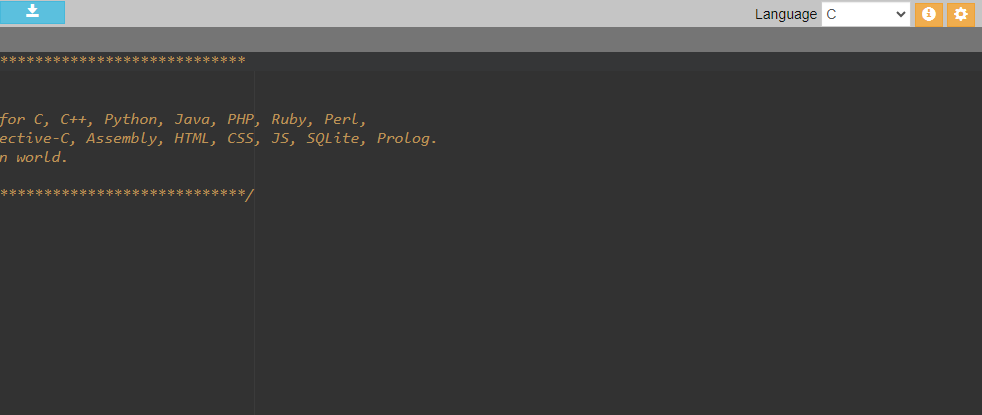 Language C
****************************
for C, C++, Python, Java, PHP, Ruby, Perl,
ective-C, Assembly, HTML, CSS, JS, SQLite, Prolog.
n world.
****************************/